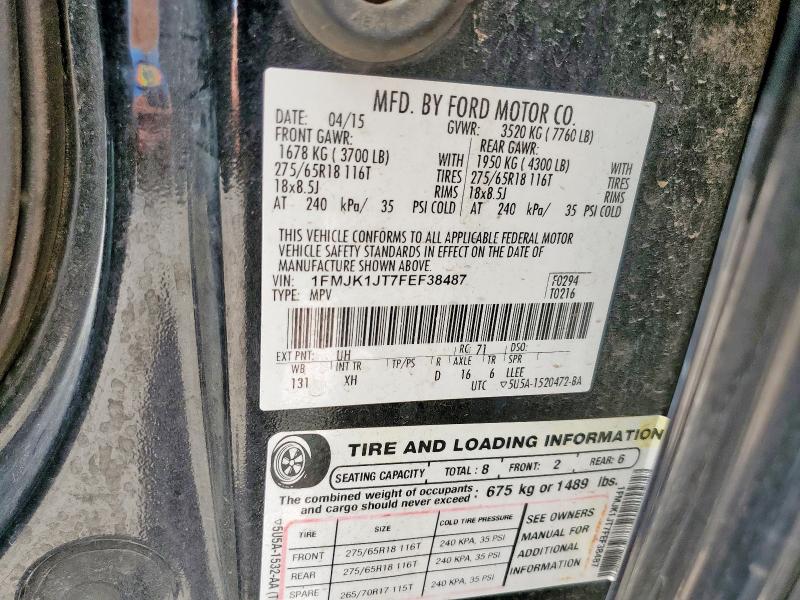 MFD. BY FORD MOTOR CO.
DATE: 04/15 GVWR: 3520 KG ( 7760 LB)
FRONT GAWR: REAR GAWR:
1678 KG ( 3700 LB) WITH 1950 KG ( 4300 LB) WITH
275/65R18 116T TIRES 275/65R18 116T TIRES
18x8.5J RIMS 18x8.5J RIMS
AT 240 kPa/ 35 PSI COLD AT 240 kPa/ 35 PSI COLD
THIS VEHICLE CONFORMS TO ALL APPLICABLE FEDERAL MOTOR
VEHICLE SAFETY STANDARDS IN EFFECT ON THE DATE OF
MANUFACTURE SHOWN ABOVE.
VIN: 1FMJK1JT7FEF38487 F0294
TYPE: MPV T0216
EXT PNT: UH RC: 71 DSO:
WB INT TR TP/PS R AXLE TR SPR
131 XH D 16 6 LLEE
UTC ▽5U5A-1520472-BA
TIRE AND LOADING INFORMATION
SEATING CAPACITY TOTAL : 8 FRONT: 2 REAR: 6
The combined weight of occupants : 675 kg or 1489 lbs.
and cargo should never exceed :
TIRE SIZE COLD TIRE PRESSURE
FRONT 275/65R18 116T 240 KPA, 35 PSI
REAR 275/65R18 116T 240 KPA, 35 PSI
SPARE 265/70R17 115T 240 KPA, 35 PSI
SEE OWNERS
MANUAL FOR
ADDITIONAL
INFORMATION
▽5U5A-1532-AA
1FMJK1JT7FEF38487